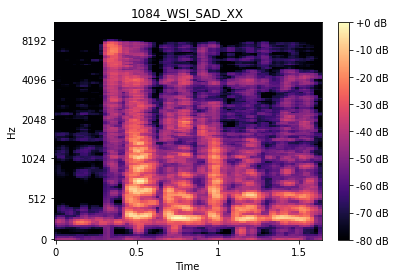 1084_WSI_SAD_XX
+0 dB
8192
-10 dB
4096
-20 dB
-30 dB
2048
Hz
-40 dB
1024
-50 dB
512
-60 dB
-70 dB
0
-80 dB
0
0.5
1
1.5
Time